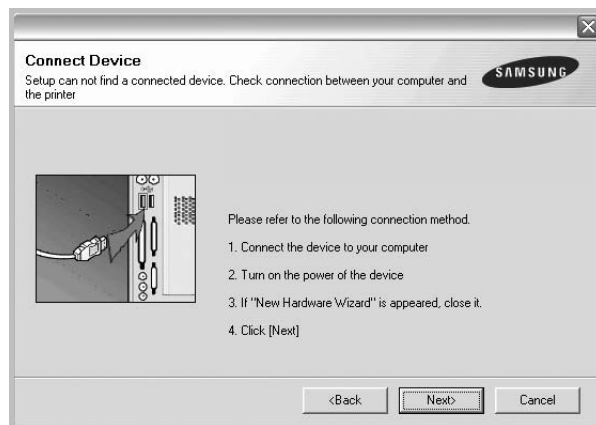 Connect Device
Setup can not find a connected device. Check connection between your computer and
the printer
SAMSUNG
Please refer to the following connection method.
1. Connect the device to your computer
2. Turn on the power of the device
3. If "New Hardware Wizard" is appeared, close it.
4. Click [Next]
<Back
Next>
Cancel